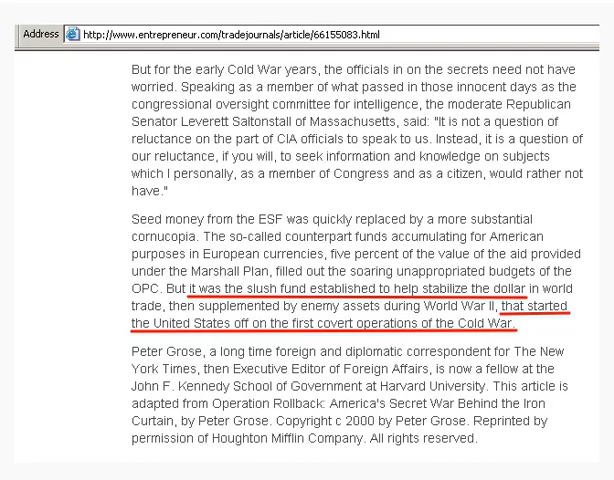 Address http://www.entrepreneur.com/tradejournals/article/66155083.html
But for the early Cold War years, the officials in on the secrets need not have
worried. Speaking as a member of what passed in those innocent days as the
congressional oversight committee for intelligence, the moderate Republican
Senator Leverett Saltonstall of Massachusetts, said: "It is not a question of
reluctance on the part of CIA officials to speak to us. Instead, it is a question of
our reluctance, if you will, to seek information and knowledge on subjects
which I personally, as a member of Congress and as a citizen, would rather not
have."
Seed money from the ESF was quickly replaced by a more substantial
cornucopia. The so-called counterpart funds accumulating for American
purposes in European currencies, five percent of the value of the aid provided
under the Marshall Plan, filled out the soaring unappropriated budgets of the
OPC. But it was the slush fund established to help stabilize the dollar in world
trade, then supplemented by enemy assets during World War II, that started
the United States off on the first covert operations of the Cold War.
Peter Grose, a long time foreign and diplomatic correspondent for The New
York Times, then Executive Editor of Foreign Affairs, is now a fellow at the
John F. Kennedy School of Government at Harvard University. This article is
adapted from Operation Rollback: America's Secret War Behind the Iron
Curtain, by Peter Grose. Copyright c 2000 by Peter Grose. Reprinted by
permission of Houghton Mifflin Company. All rights reserved.